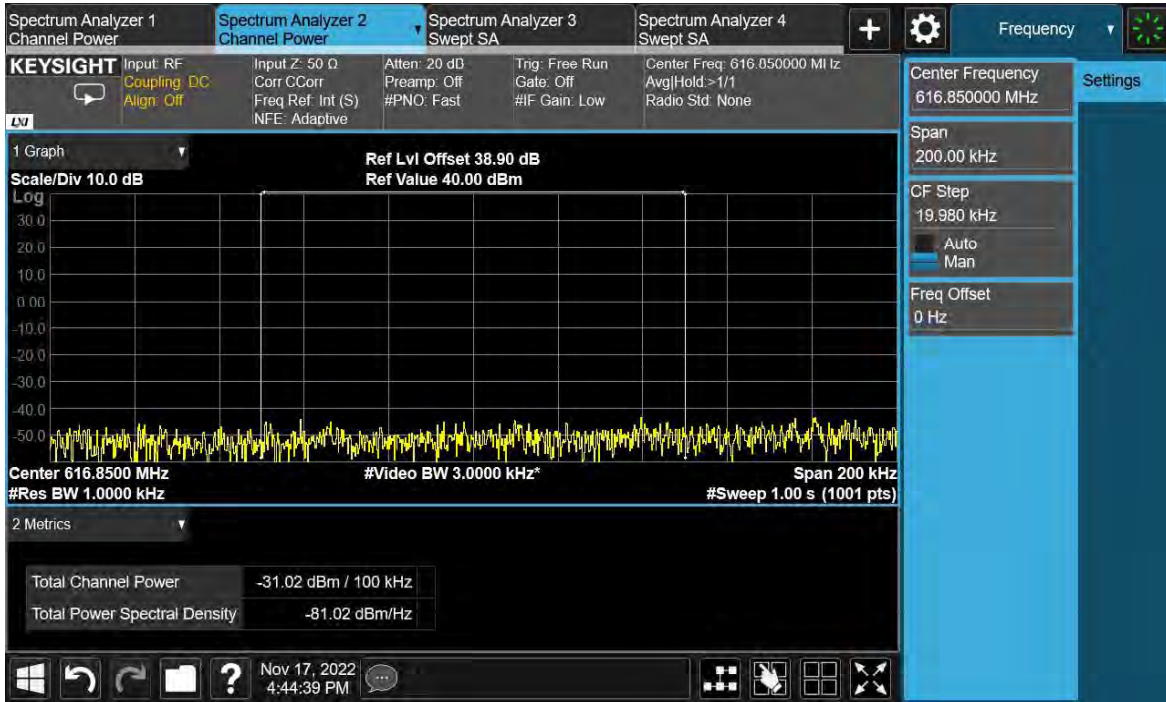 Spectrum Analyzer 1
Channel Power
Spectrum Analyzer 2
Channel Power
Spectrum Analyzer 3
Swept SA
Spectrum Analyzer 4
Swept SA
+
Frequency
KEYSIGHT
LXI
Input: RF
Coupling: DC
Align: Off
Input Z: 50 Ω
Corr CCorr
Freq Ref: Int (S)
NFE: Adaptive
Atten: 20 dB
Preamp: Off
#PNO: Fast
Trig: Free Run
Gate: Off
#IF Gain: Low
Center Freq: 616.850000 MHz
Avg|Hold:>1/1
Radio Std: None
Center Frequency
616.850000 MHz
Settings
Span
200.00 kHz
CF Step
19.980 kHz
Auto
Man
Freq Offset
0 Hz
1 Graph
Scale/Div 10.0 dB
Ref Lvl Offset 38.90 dB
Ref Value 40.00 dBm
Log
30.0
20.0
10.0
0.00
-10.0
-20.0
-30.0
-40.0
-50.0
Center 616.8500 MHz
#Video BW 3.0000 kHz*
Span 200 kHz
#Res BW 1.0000 kHz
#Sweep 1.00 s (1001 pts)
2 Metrics
Total Channel Power -31.02 dBm / 100 kHz
Total Power Spectral Density -81.02 dBm/Hz
?
Nov 17, 2022
4:44:39 PM